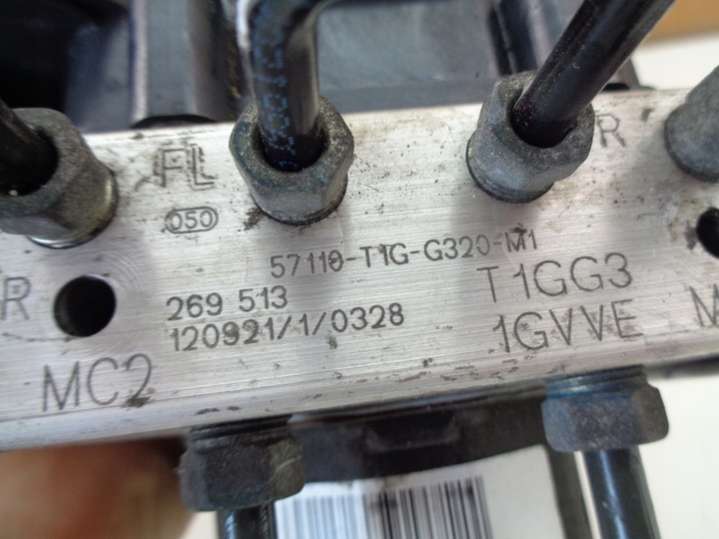 FL
R
050
57110-T1G-G320-M1
R
269 513
T1GG3
120921/1/0328
1GVVE
M
MC2